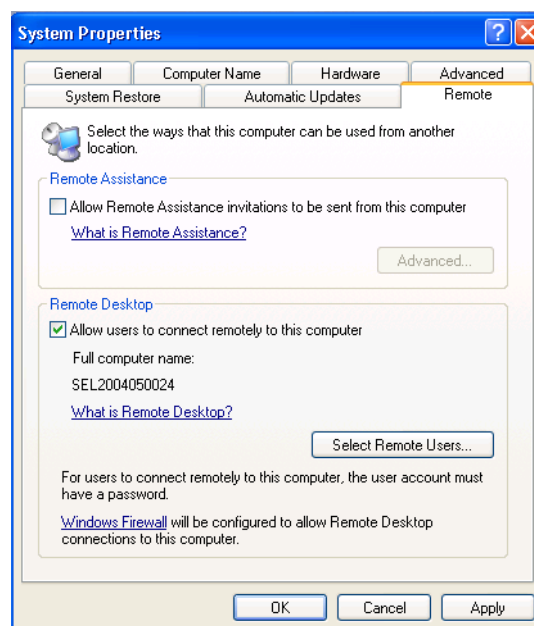 System Properties
?
General Computer Name Hardware Advanced
System Restore Automatic Updates Remote
Select the ways that this computer can be used from another
location.
Remote Assistance
Allow Remote Assistance invitations to be sent from this computer
What is Remote Assistance?
Advanced...
Remote Desktop
Allow users to connect remotely to this computer
Full computer name:
SEL2004050024
What is Remote Desktop?
Select Remote Users...
For users to connect remotely to this computer, the user account must
have a password.
Windows Firewall will be configured to allow Remote Desktop
connections to this computer.
OK Cancel Apply